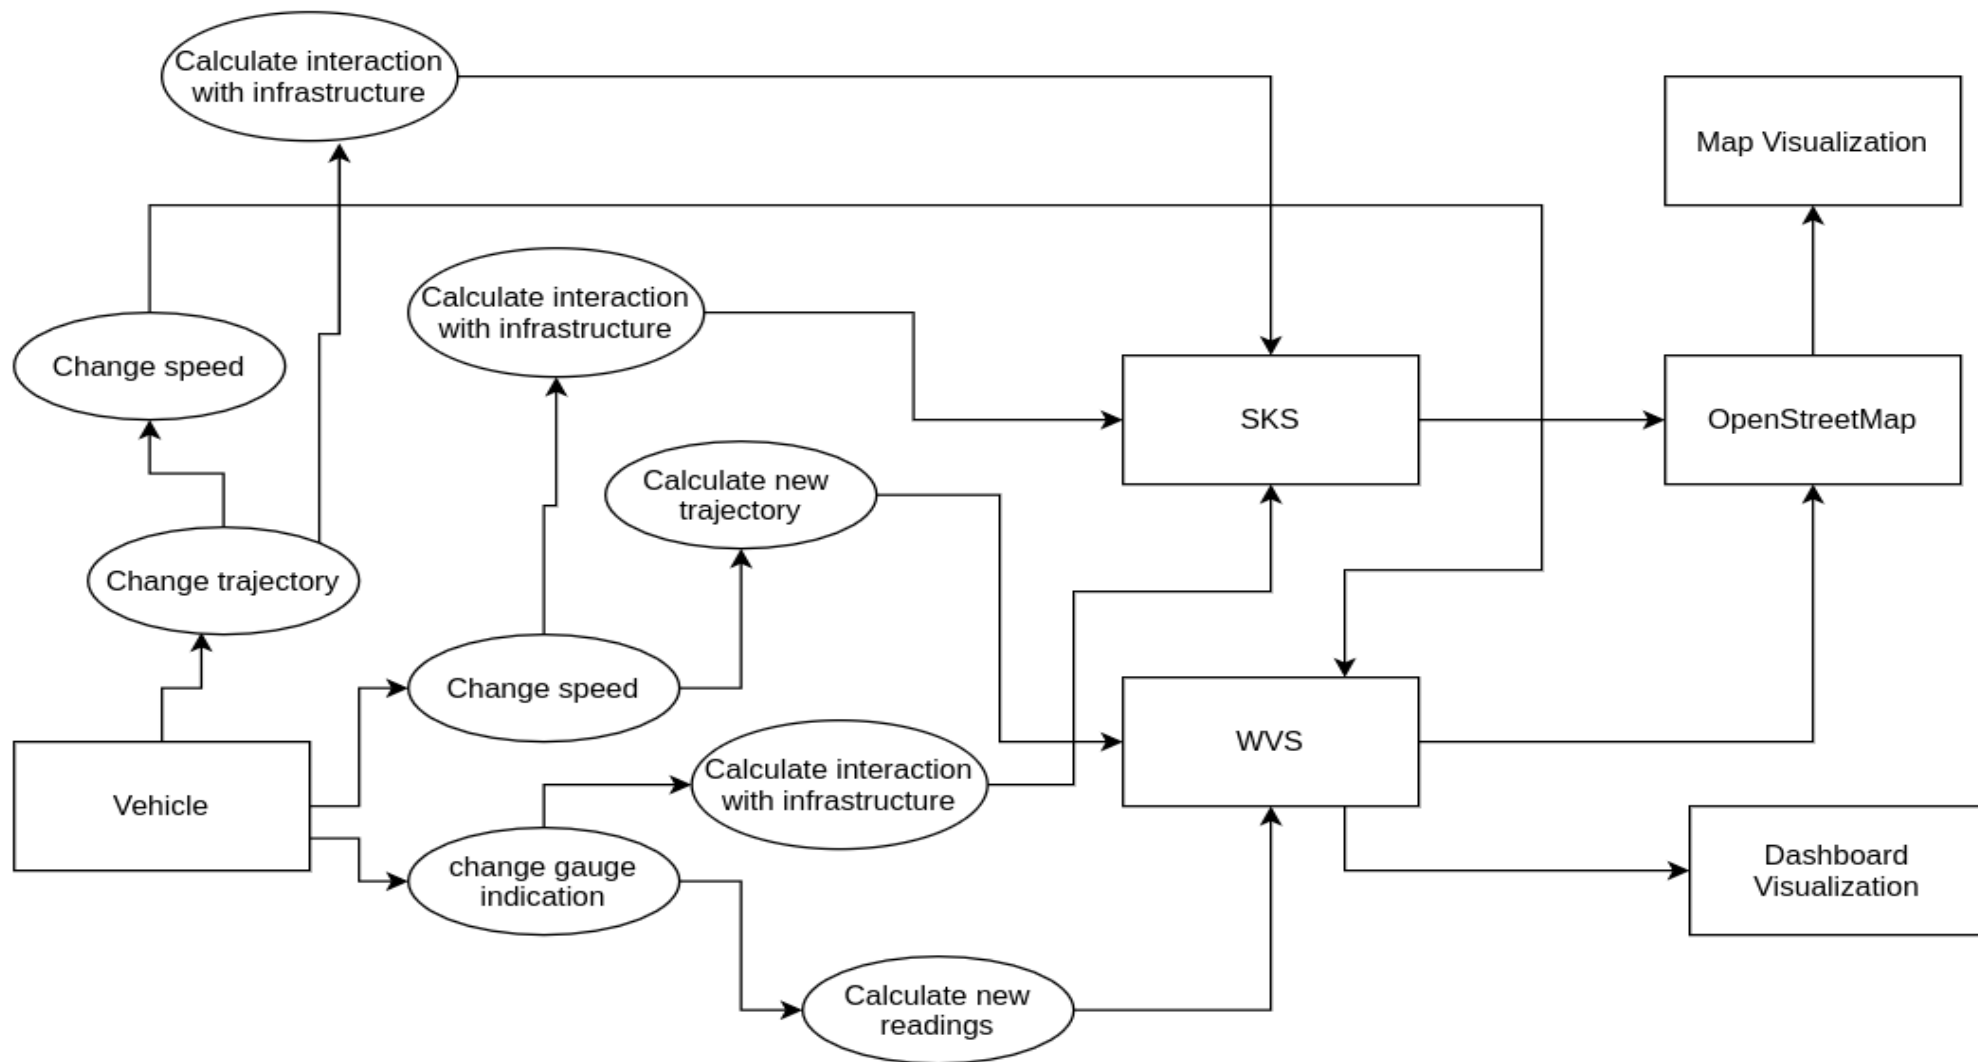 Calculate interaction
with infrastructure
Map Visualization
Calculate interaction
with infrastructure
Change speed
SKS
OpenStreetMap
Calculate new
trajectory
Change trajectory
Change speed
WVS
Calculate interaction
with infrastructure
Vehicle
change gauge
indication
Dashboard
Visualization
Calculate new
readings